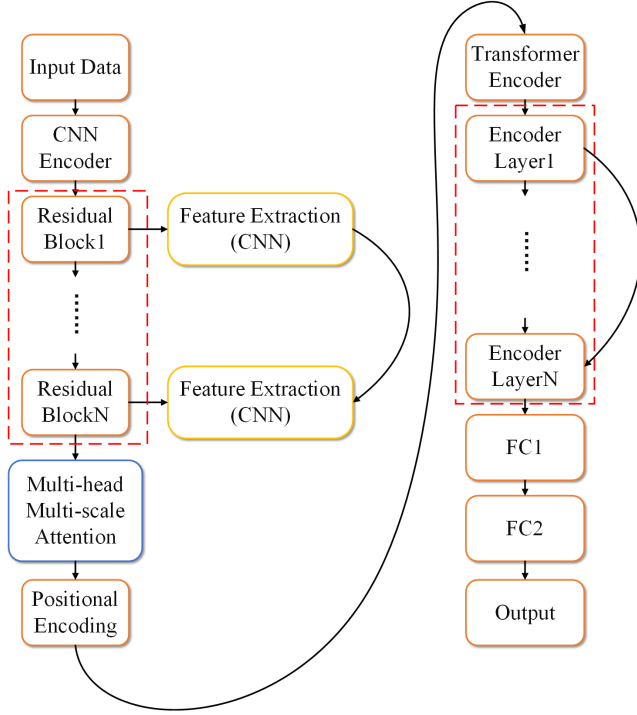 Input Data
CNN
Encoder
Residual
Block1
Feature Extraction
(CNN)
Residual
BlockN
Feature Extraction
(CNN)
Multi-head
Multi-scale
Attention
Positional
Encoding
Transformer
Encoder
Encoder
Layer1
Encoder
LayerN
FC1
FC2
Output